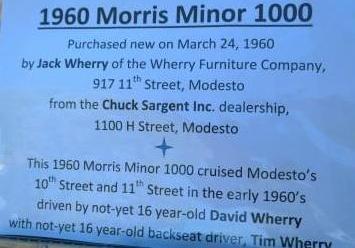 1960 Morris Minor 1000
Purchased new on March 24, 1960
by Jack Wherry of the Wherry Furniture Company,
917 11th Street, Modesto
from the Chuck Sargent Inc. dealership,
1100 H Street, Modesto
This 1960 Morris Minor 1000 cruised Modesto's
10th Street and 11th Street in the early 1960's
driven by not-yet 16 year-old David Wherry
with not-yet 16 year-old backseat driver, Tim Wherry